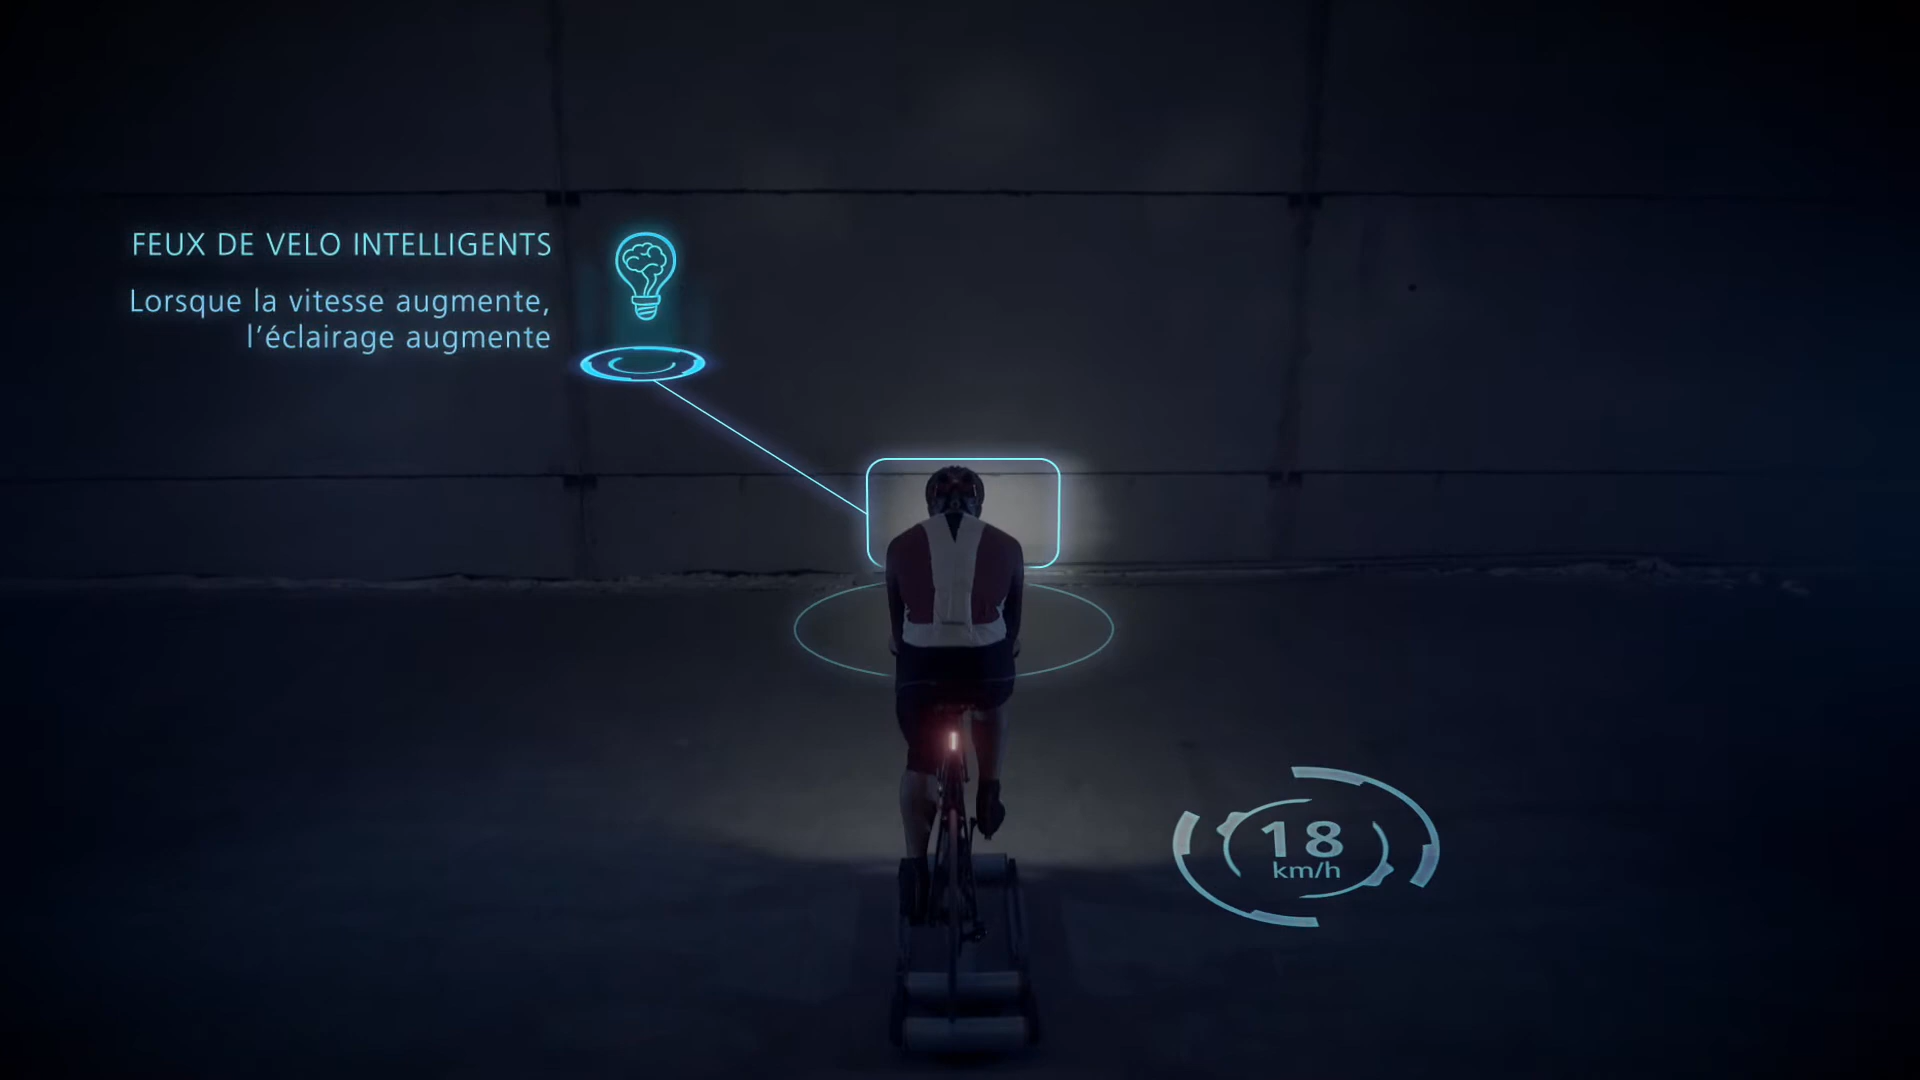 FEUX DE VELO INTELLIGENTS
Lorsque la vitesse augmente,
l’éclairage augmente
18
km/h